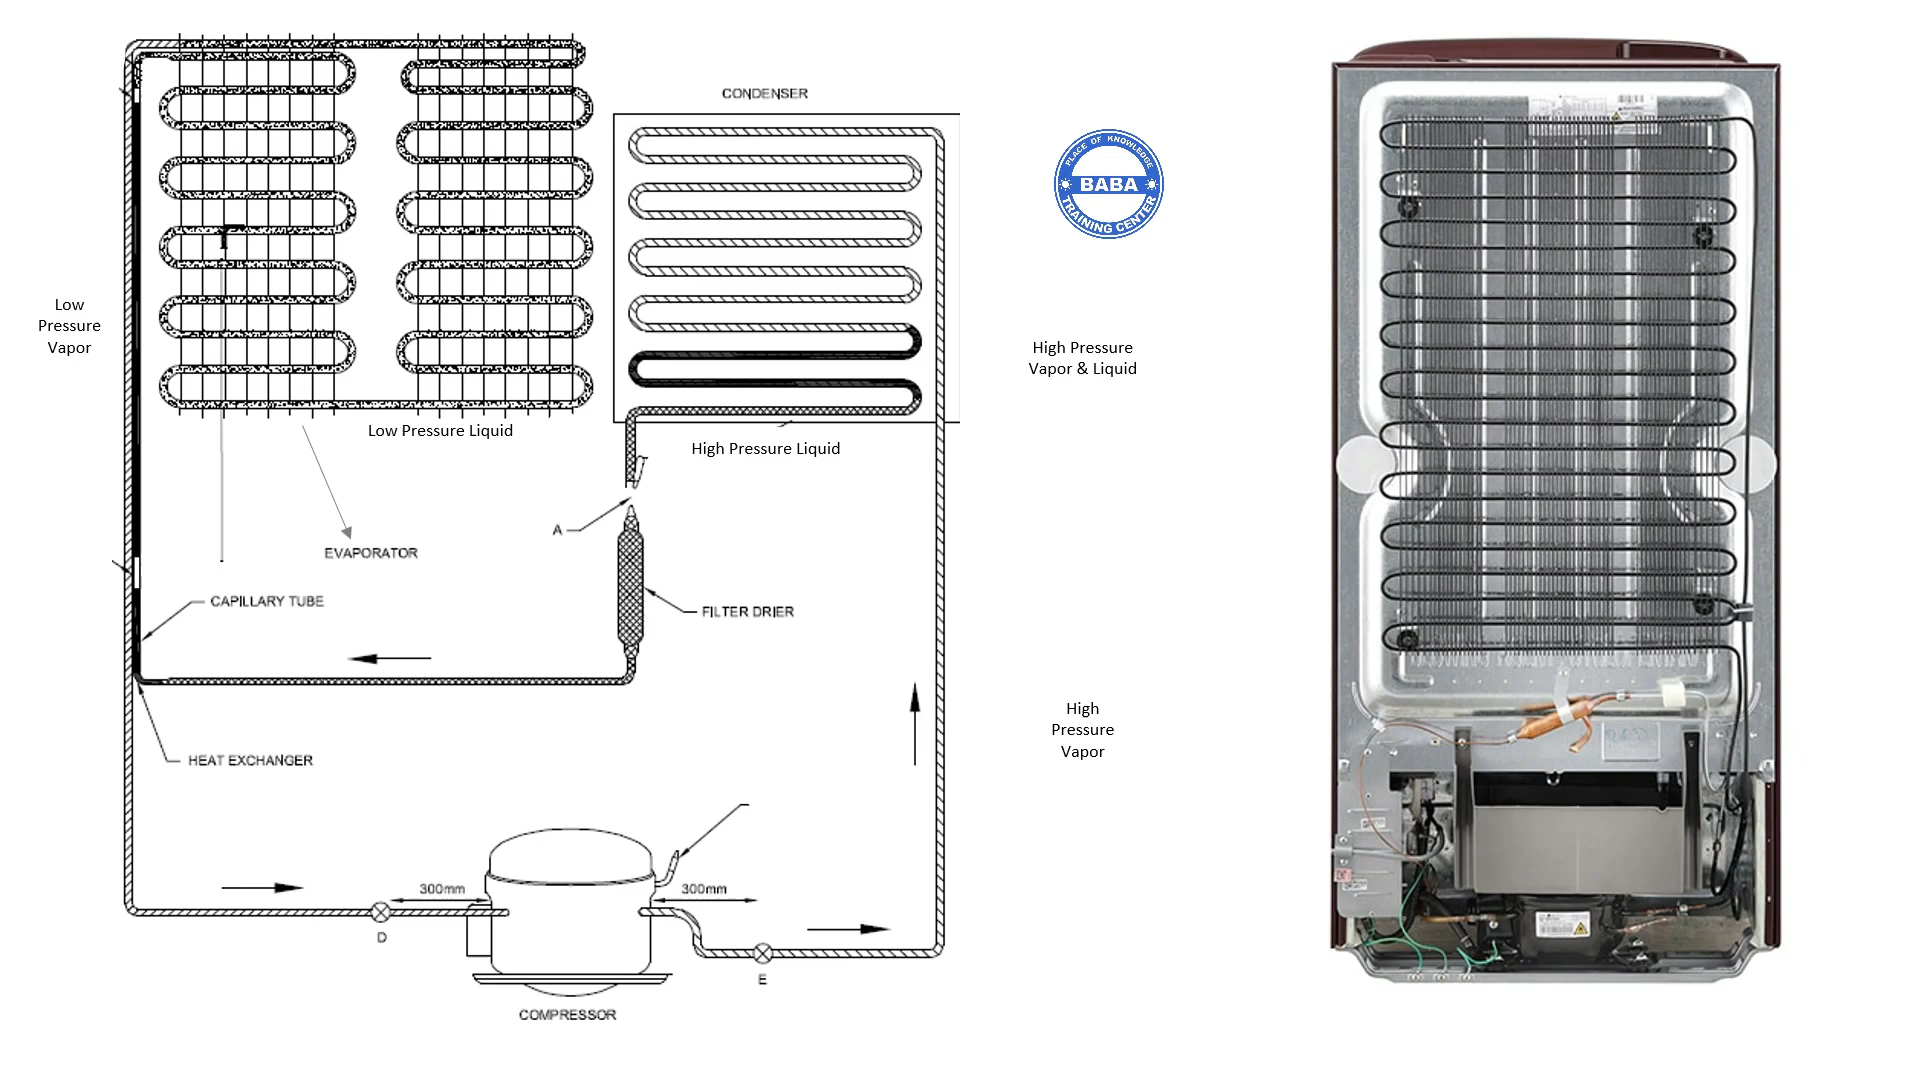 CONDENSER
PLACE OF KNOWLEDGE
BABA
TRAINING CENTER
Low
Pressure
Vapor
High Pressure
Vapor & Liquid
Low Pressure Liquid
High Pressure Liquid
A
EVAPORATOR
CAPILLARY TUBE
FILTER DRIER
High
Pressure
Vapor
HEAT EXCHANGER
300mm
300mm
D
E
COMPRESSOR